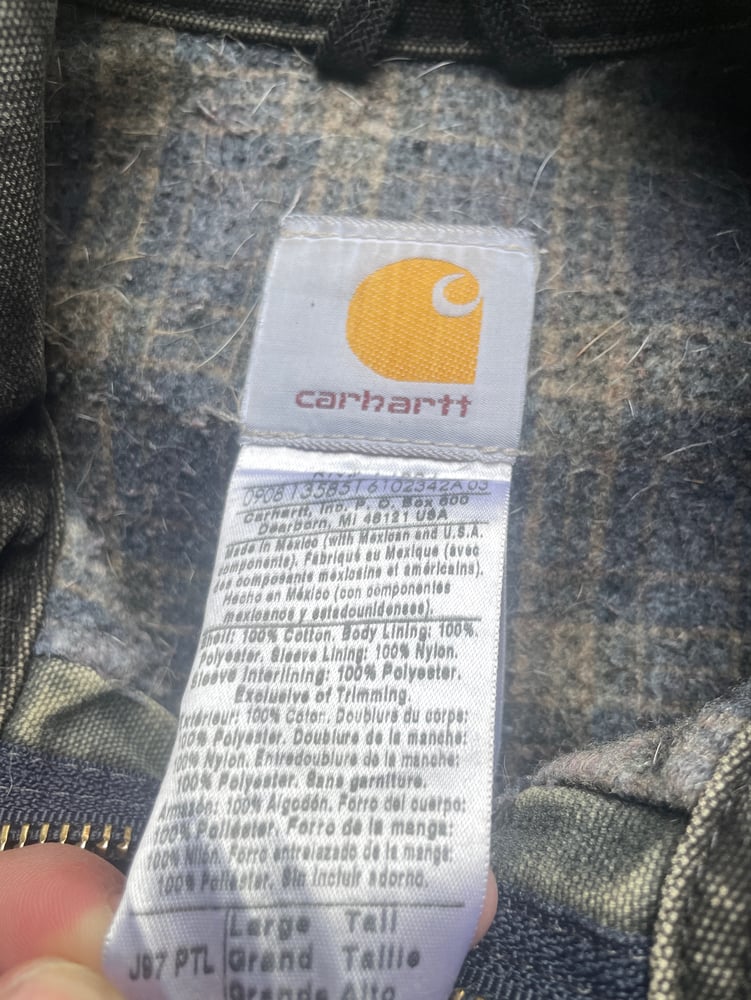 carhartt
0908135851 6102342A 03
Carhartt, Inc. P. O. Box 600
Dearborn, MI 48121 USA
Made in Mexico (with Mexican and U.S.A.
components). Fabriqué au Mexique (avec
des composants mexicains et américains).
Hecho en México (con componentes
mexicanos y estadounidenses).
Shell: 100% Cotton. Body Lining: 100%.
Polyester. Sleeve Lining: 100% Nylon.
Sleeve Interlining: 100% Polyester.
Exclusive of Trimming.
Extérieur: 100% Coton. Doublure du corps:
100% Polyester. Doublure de la manche:
100% Nylon. Entredoublure de la manche:
100% Polyester. Sans garniture.
100% Algodón. Forro del cuerpo:
100% Poliéster. Forro de la manga:
100% Nilon. Forro entrelazado de la manga:
100% Poliéster. Sin incluir adorno.
Large Tall
J97 PTL Grand Taille
Grande Alto